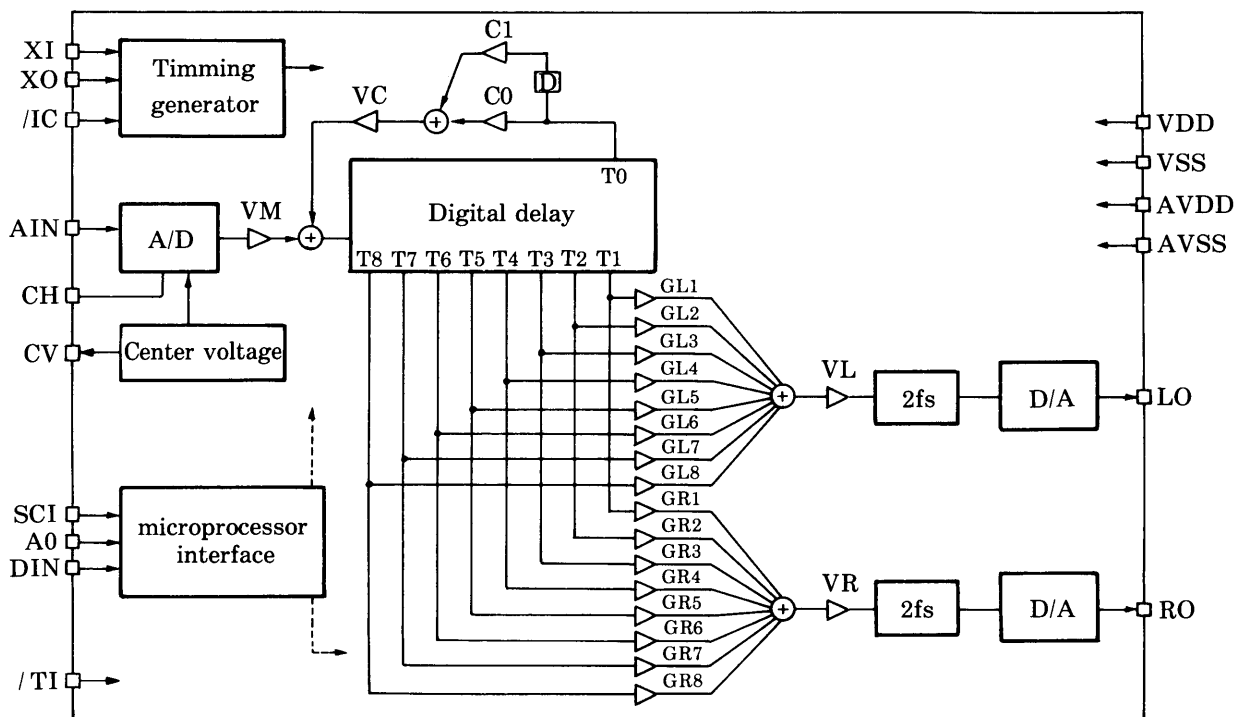 XI
XO
/IC
Timming
generator
C1
D
VC
C0
VDD
VSS
AVDD
AVSS
T0
Digital delay
T8 T7 T6 T5 T4 T3 T2 T1
AIN
A/D
VM
CH
CV
Center voltage
GL1
GL2
GL3
GL4
GL5
GL6
GL7
GL8
VL
2fs
D/A
LO
SCI
A0
DIN
microprocessor
interface
GR1
GR2
GR3
GR4
GR5
GR6
GR7
GR8
VR
2fs
D/A
RO
/TI